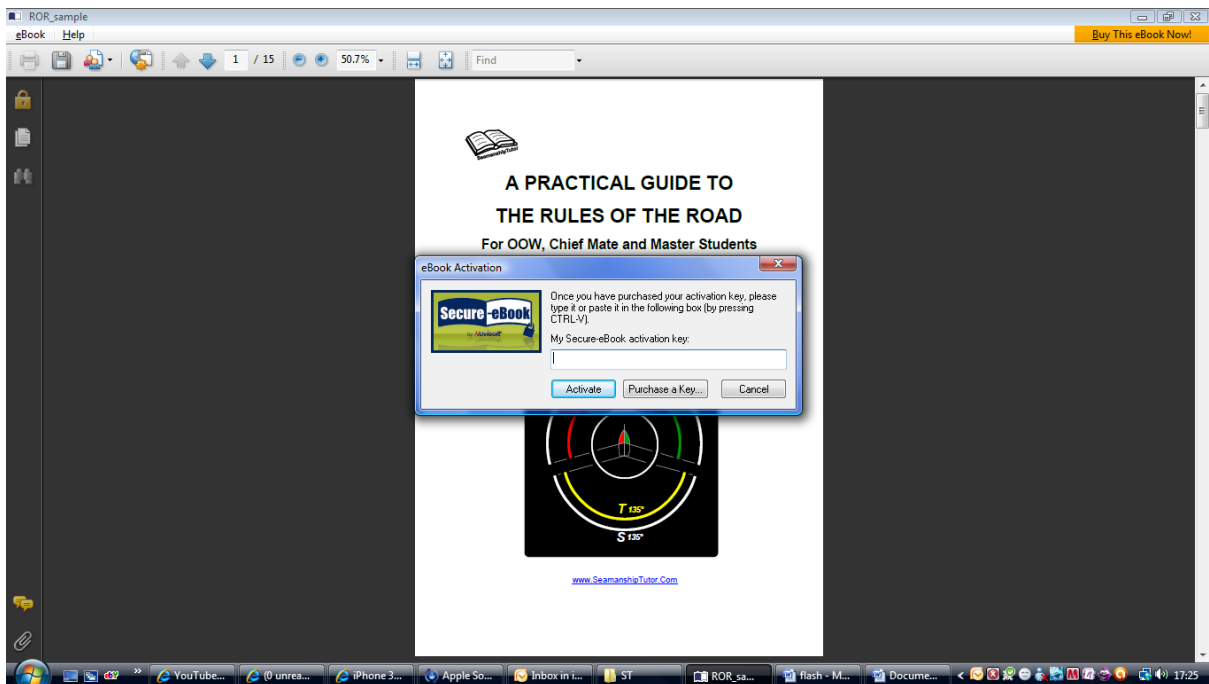 ROR_sample
eBook Help
Buy This eBook Now!
1 / 15 50.7% Find
SeamanshipTutor
A PRACTICAL GUIDE TO
THE RULES OF THE ROAD
For OOW, Chief Mate and Master Students
eBook Activation
Secure-eBook
by Novisoft
Once you have purchased your activation key, please
type it or paste it in the following box (by pressing
CTRL-V).
My Secure-eBook activation key:
Activate Purchase a Key... Cancel
T 135°
S 135°
www.SeamanshipTutor.Com
YouTube... (0 unrea... iPhone 3... Apple So... Inbox in i... ST ROR_sa... flash - M... Docume... 17:25